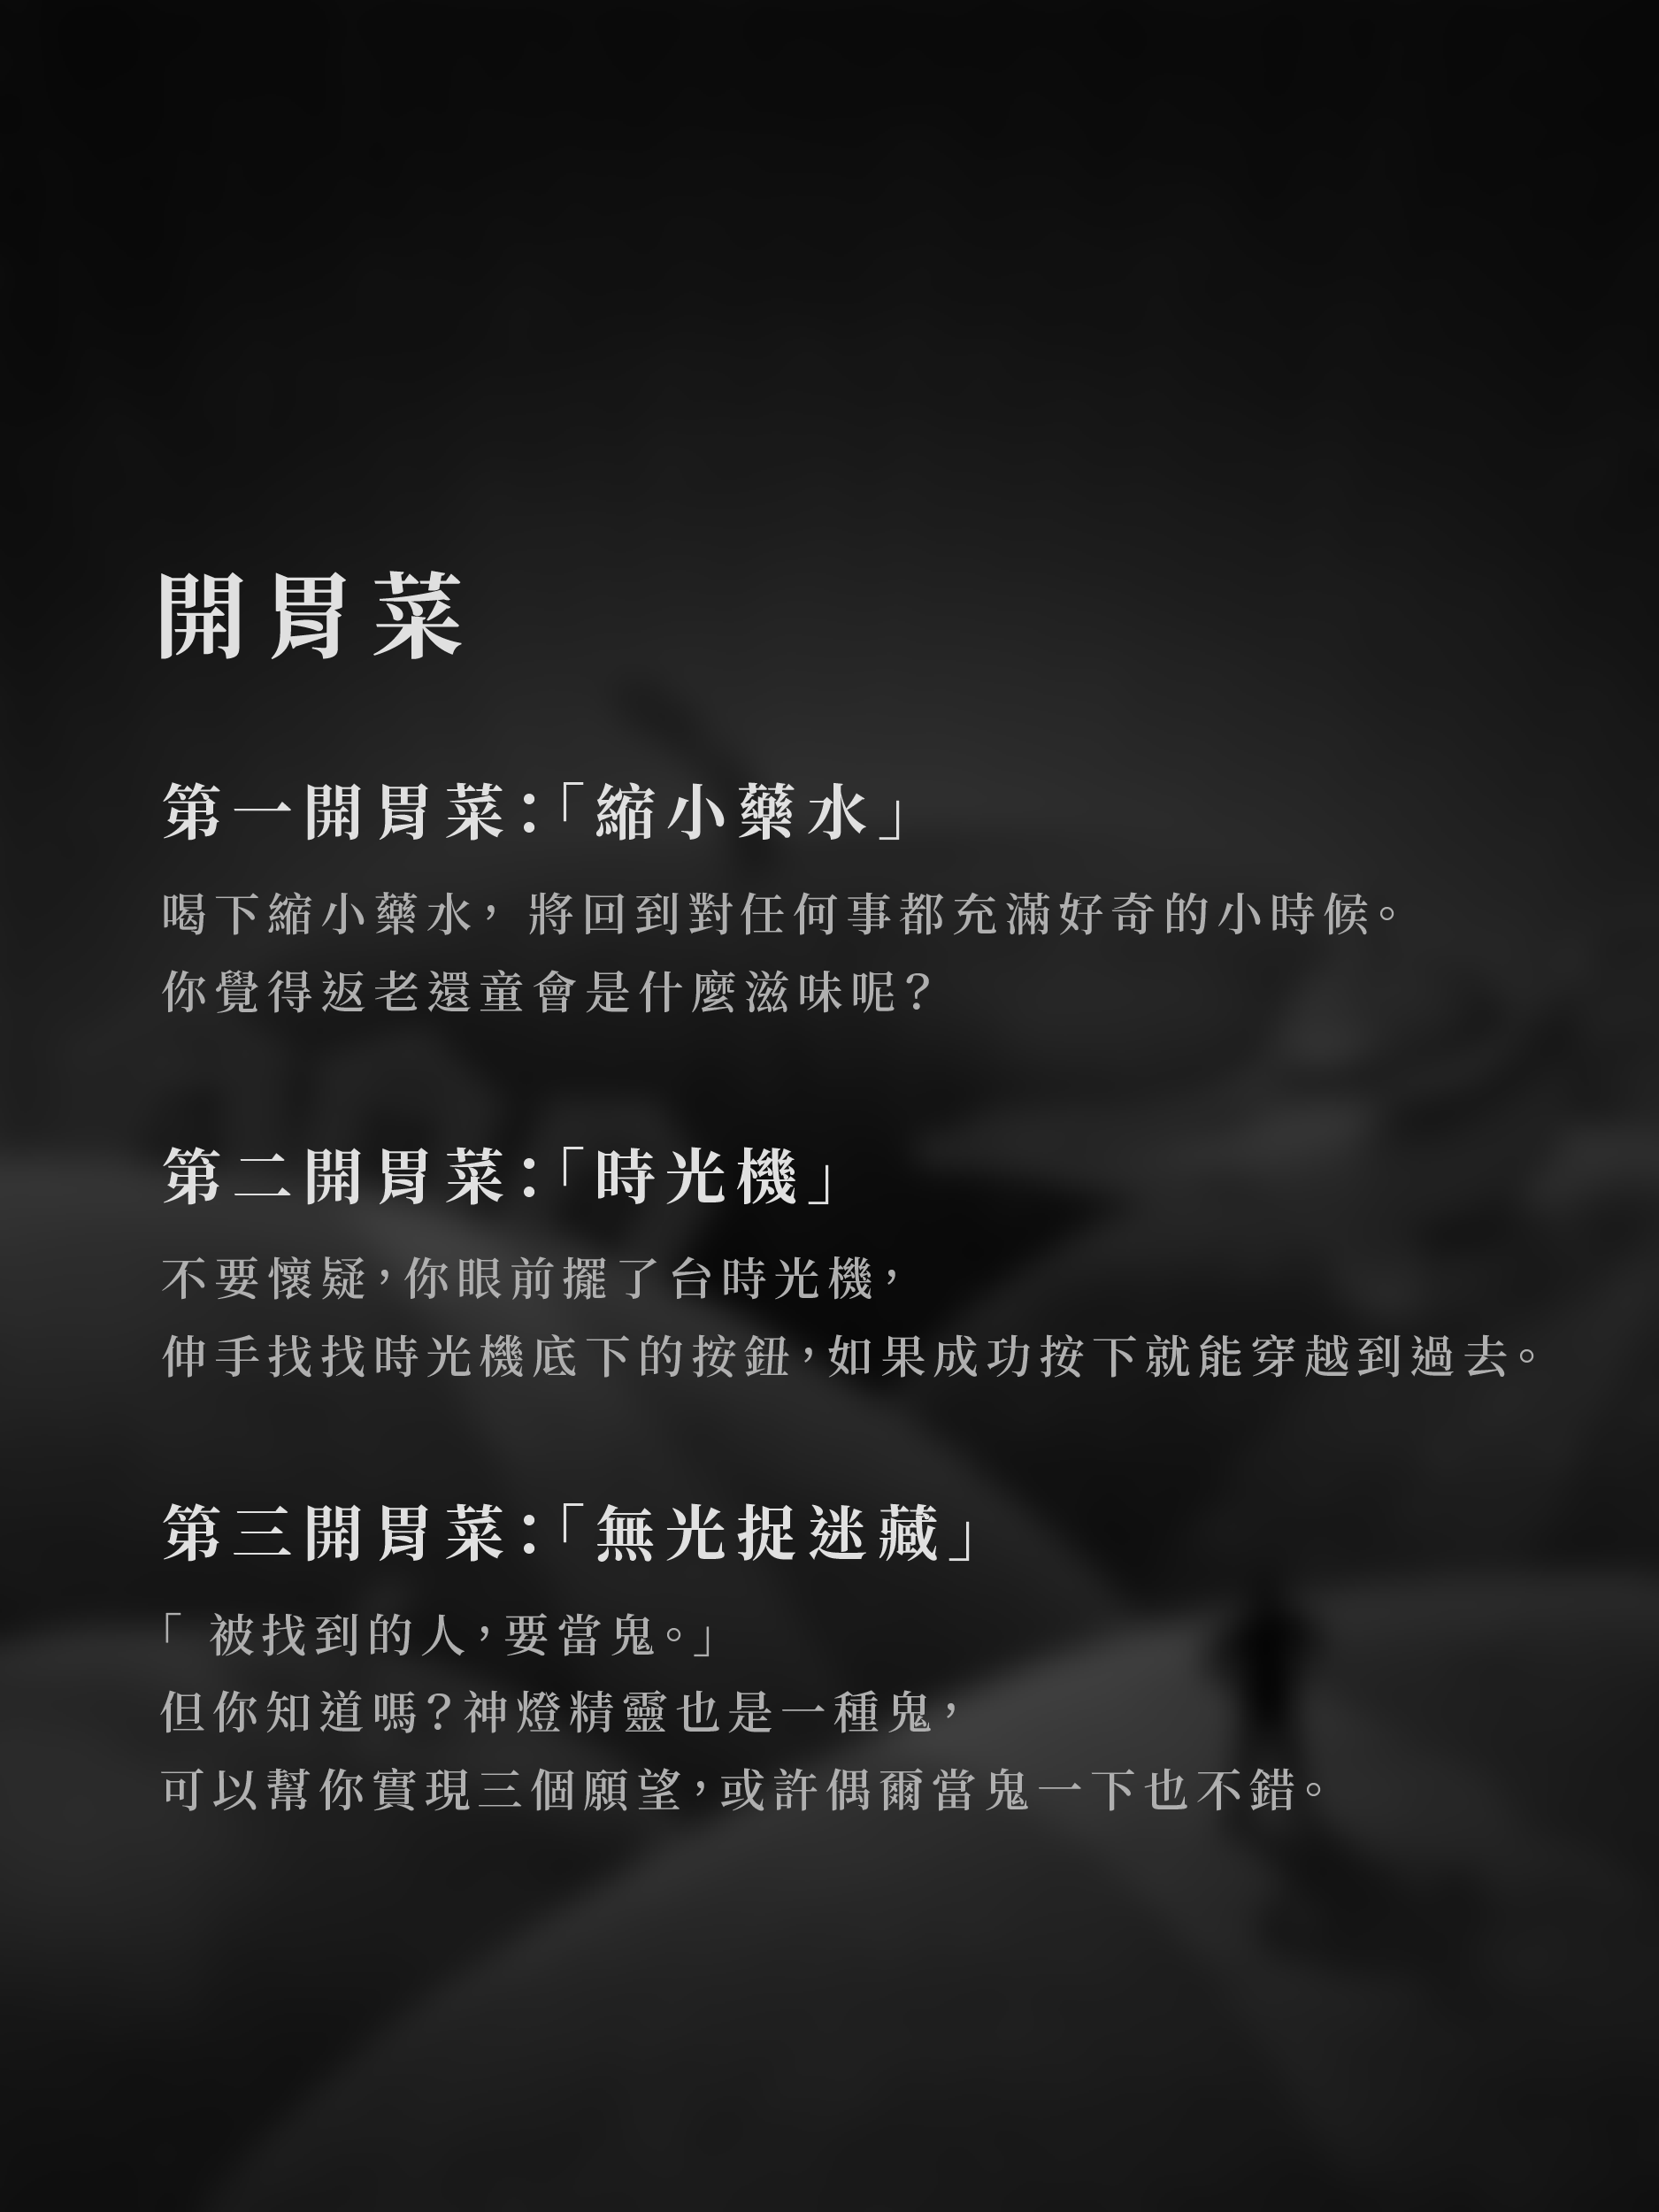 開胃菜
第一開胃菜：「縮小藥水」
喝下縮小藥水， 將回到對任何事都充滿好奇的小時候。
你覺得返老還童會是什麼滋味呢？
第二開胃菜：「時光機」
不要懷疑，你眼前擺了台時光機，
伸手找找時光機底下的按鈕，如果成功按下就能穿越到過去。
第三開胃菜：「無光捉迷藏」
「 被找到的人，要當鬼。」
但你知道嗎？神燈精靈也是一種鬼，
可以幫你實現三個願望，或許偶爾當鬼一下也不錯。